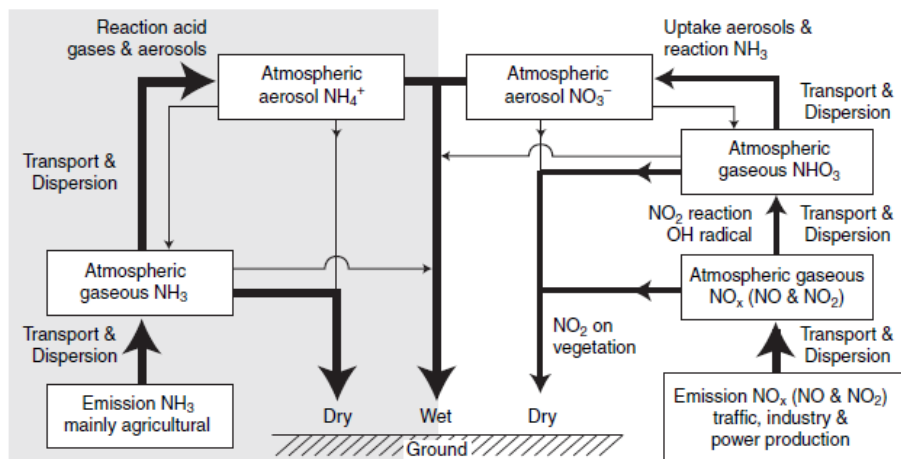 Reaction acid
gases & aerosols
Atmospheric
aerosol NH₄⁺
Atmospheric
aerosol NO₃⁻
Uptake aerosols &
reaction NH₃
Transport &
Dispersion
Transport &
Dispersion
Atmospheric
gaseous NHO₃
NO₂ reaction
OH radical
Transport &
Dispersion
Atmospheric
gaseous NH₃
Atmospheric gaseous
NOₓ (NO & NO₂)
Transport &
Dispersion
NO₂ on
vegetation
Transport &
Dispersion
Emission NH₃
mainly agricultural
Dry
Wet
Dry
Emission NOₓ (NO & NO₂)
traffic, industry &
power production
Ground